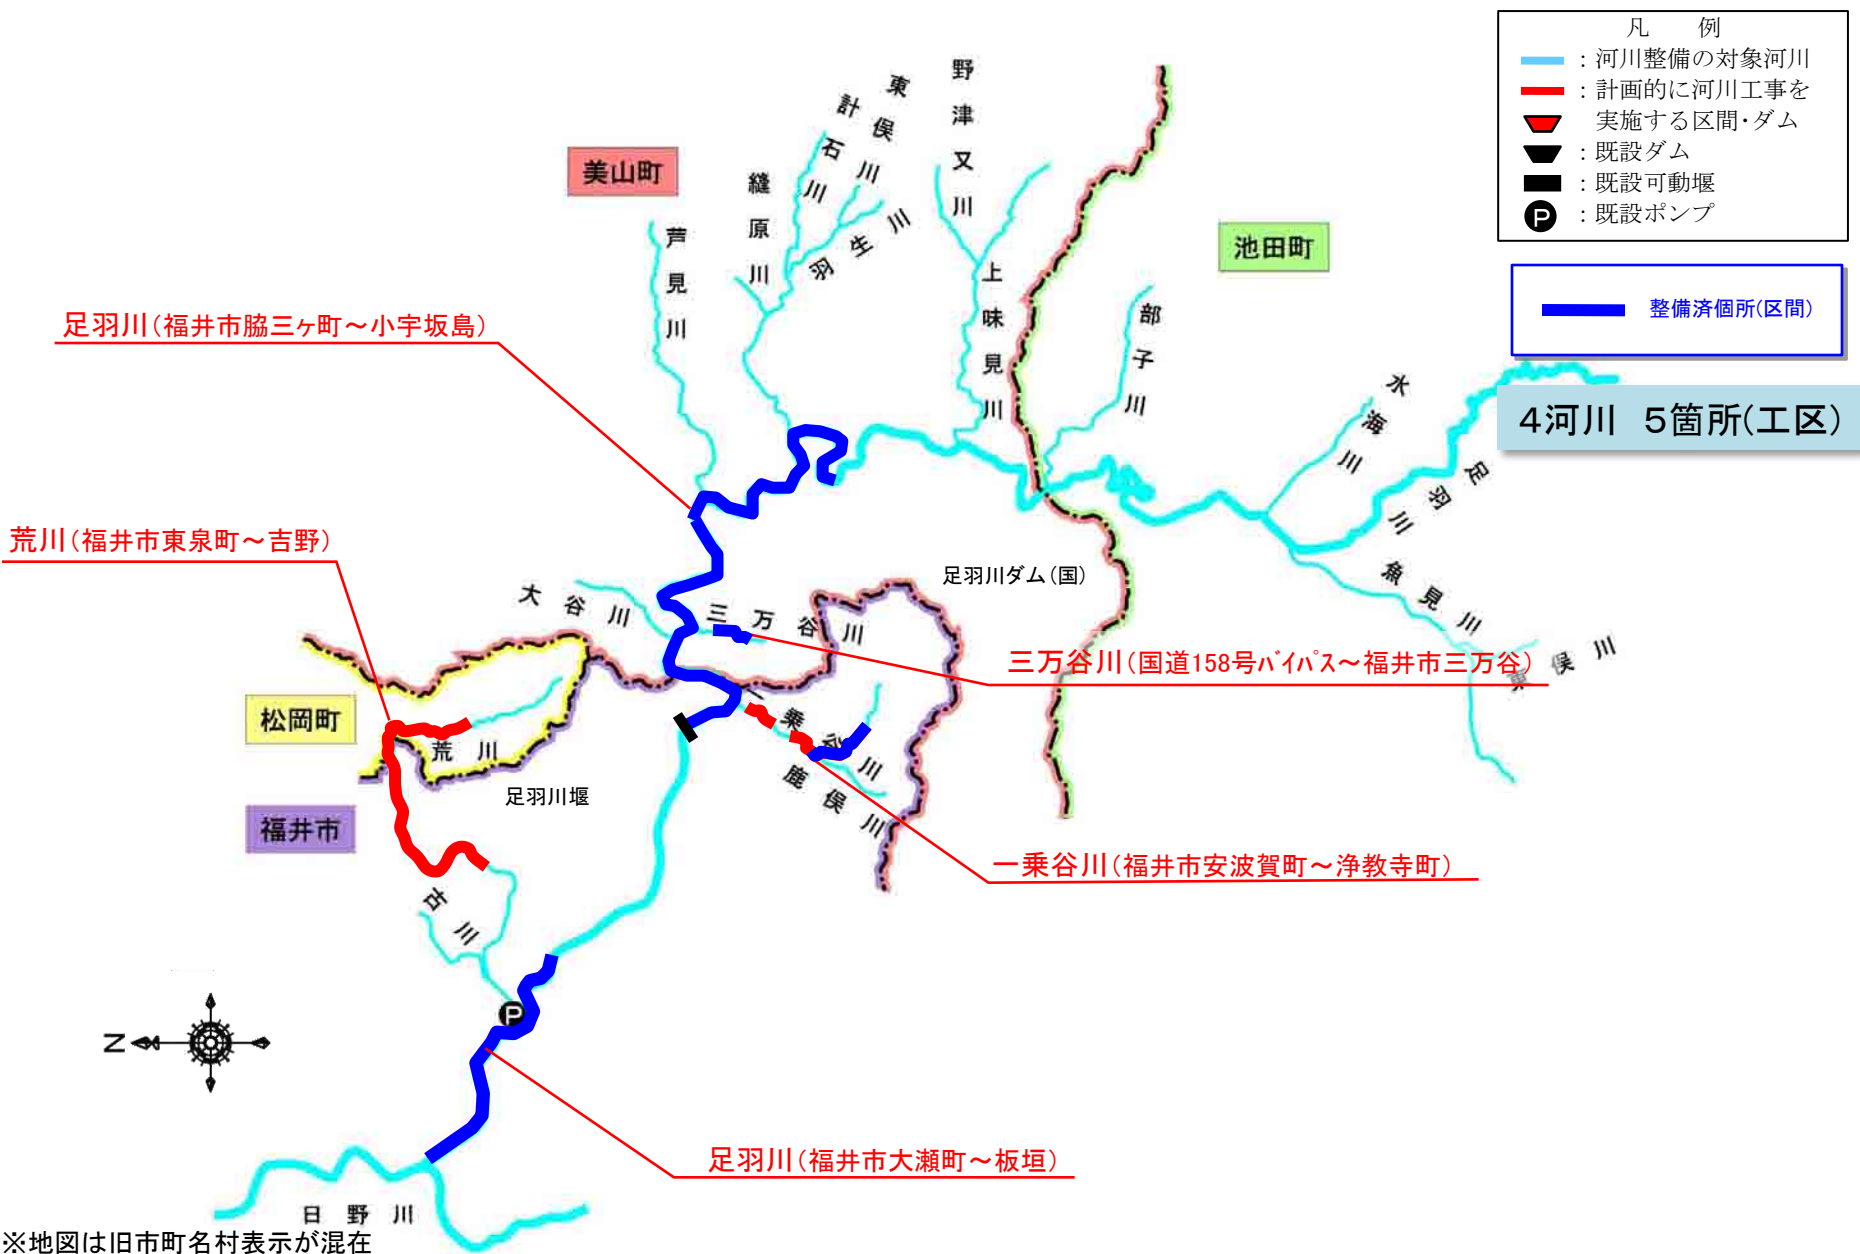 凡 例
：河川整備の対象河川
：計画的に河川工事を
実施する区間･ダム
：既設ダム
：既設可動堰
P
：既設ポンプ
整備済個所(区間)
4河川 5箇所(工区)
美山町
池田町
松岡町
福井市
芦見川
縫原川
計石川
東俣川
羽生川
野津又川
上味見川
部子川
水海川
足羽川
魚見川
東俣川
足羽川(福井市脇三ヶ町～小宇坂島)
荒川(福井市東泉町～吉野)
大谷川
三万谷川
足羽川ダム(国)
三万谷川(国道158号ﾊﾞｲﾊﾟｽ～福井市三万谷)
荒川
一乗谷川
鹿俣川
足羽川堰
一乗谷川(福井市安波賀町～浄教寺町)
古川
P
N
足羽川(福井市大瀬町～板垣)
日野川
※地図は旧市町名村表示が混在